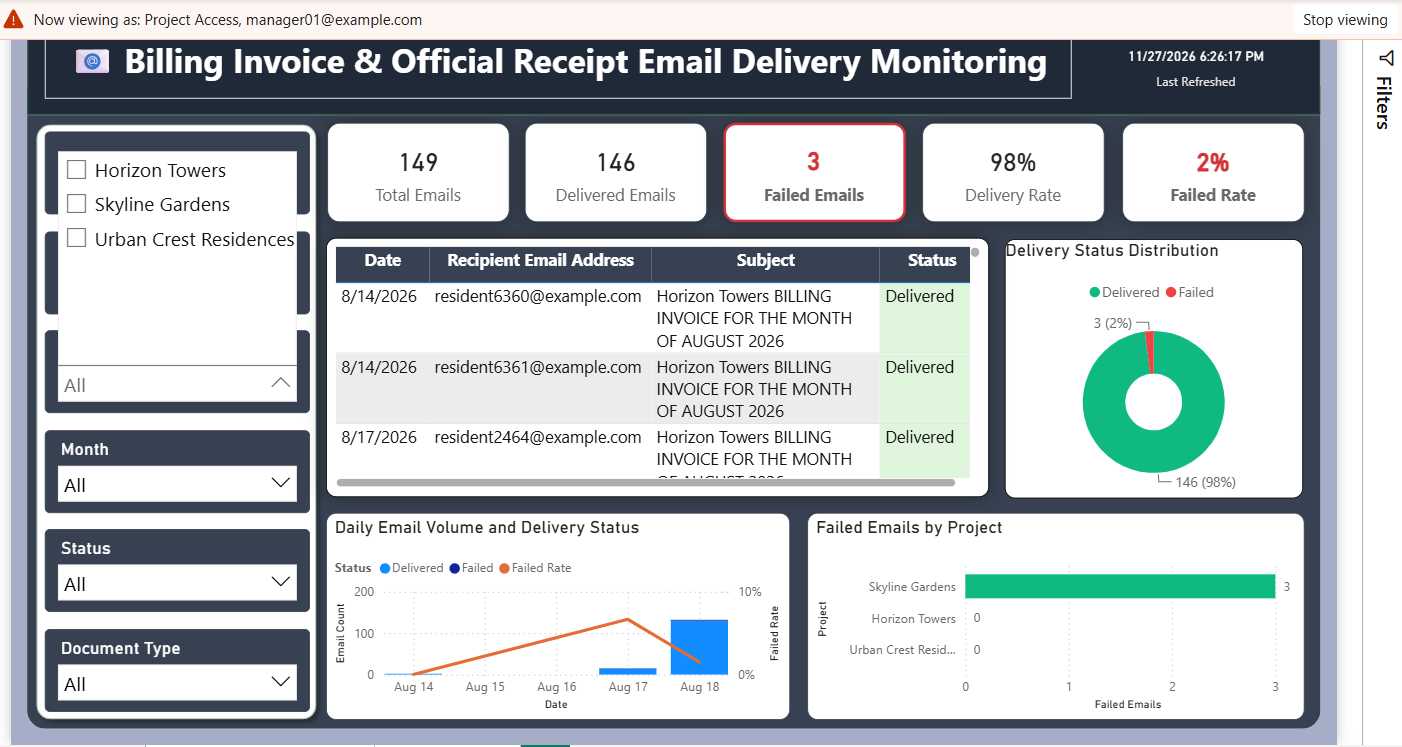 Now viewing as: Project Access, manager01@example.com
Stop viewing
Billing Invoice & Official Receipt Email Delivery Monitoring
11/27/2026 6:26:17 PM
Last Refreshed
Filters
Horizon Towers
Skyline Gardens
Urban Crest Residences
All
Month
All
Status
All
Document Type
All
149
Total Emails
146
Delivered Emails
3
Failed Emails
98%
Delivery Rate
2%
Failed Rate
Date Recipient Email Address Subject Status
8/14/2026 resident6360@example.com Horizon Towers BILLING Delivered
INVOICE FOR THE MONTH
OF AUGUST 2026
8/14/2026 resident6361@example.com Horizon Towers BILLING Delivered
INVOICE FOR THE MONTH
OF AUGUST 2026
8/17/2026 resident2464@example.com Horizon Towers BILLING Delivered
INVOICE FOR THE MONTH
OF AUGUST 2026
Delivery Status Distribution
Delivered Failed
3 (2%)
146 (98%)
Daily Email Volume and Delivery Status
Status Delivered Failed Failed Rate
Email Count
200
100
0
10%
0%
Failed Rate
Aug 14 Aug 15 Aug 16 Aug 17 Aug 18
Date
Failed Emails by Project
Project
Skyline Gardens 3
Horizon Towers 0
Urban Crest Resid... 0
0 1 2 3
Failed Emails